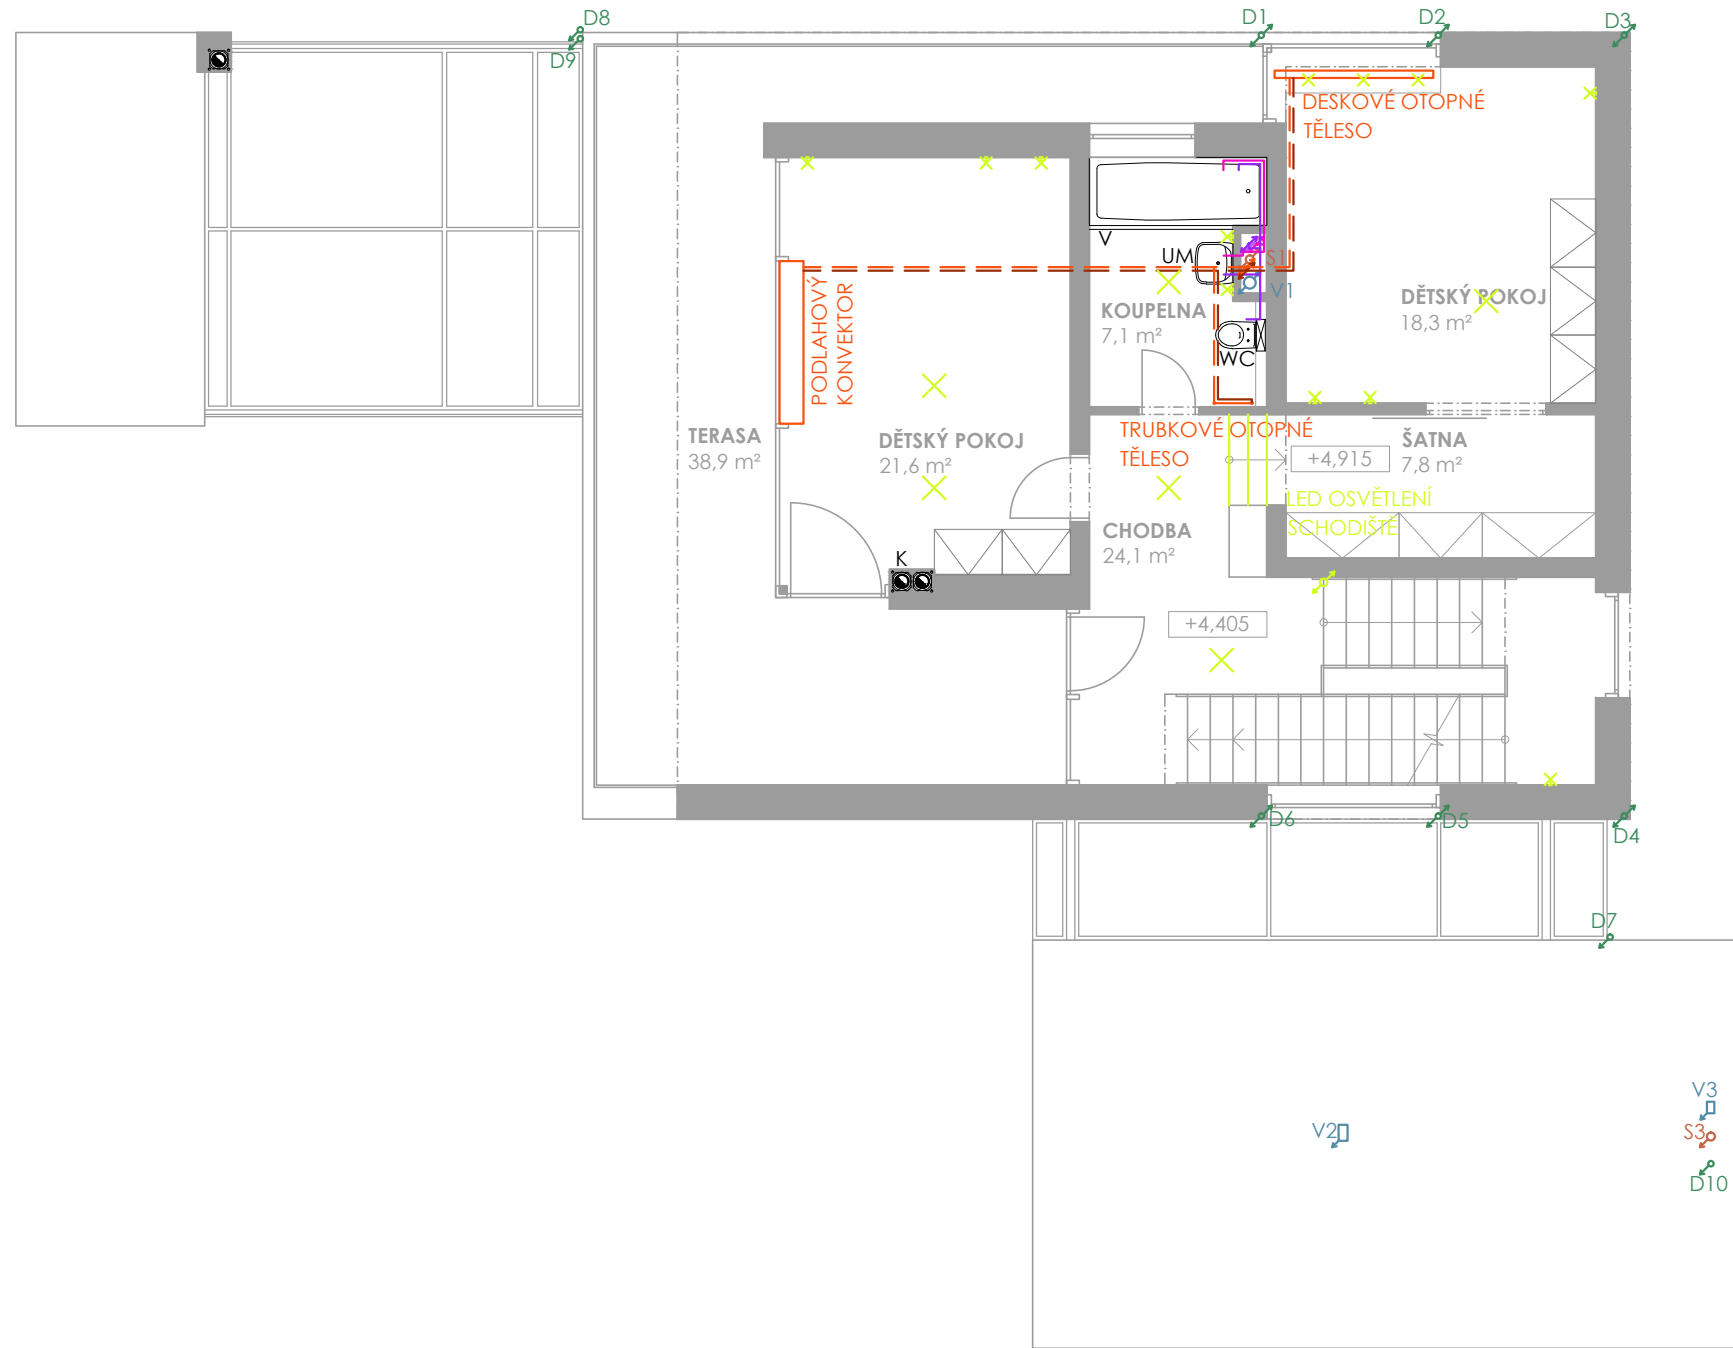 D8
D9
D1
D2
D3
DESKOVÉ OTOPNÉ
TĚLESO
V
UM
S1
V1
KOUPELNA
7,1 m²
WC
DĚTSKÝ POKOJ
18,3 m²
PODLAHOVÝ
KONVEKTOR
TERASA
38,9 m²
DĚTSKÝ POKOJ
21,6 m²
TRUBKOVÉ OTOPNÉ
TĚLESO
+4,915
ŠATNA
7,8 m²
LED OSVĚTLENÍ
SCHODIŠTĚ
CHODBA
24,1 m²
K
+4,405
D6
D5
D4
D7
V3
V2
S3
D10